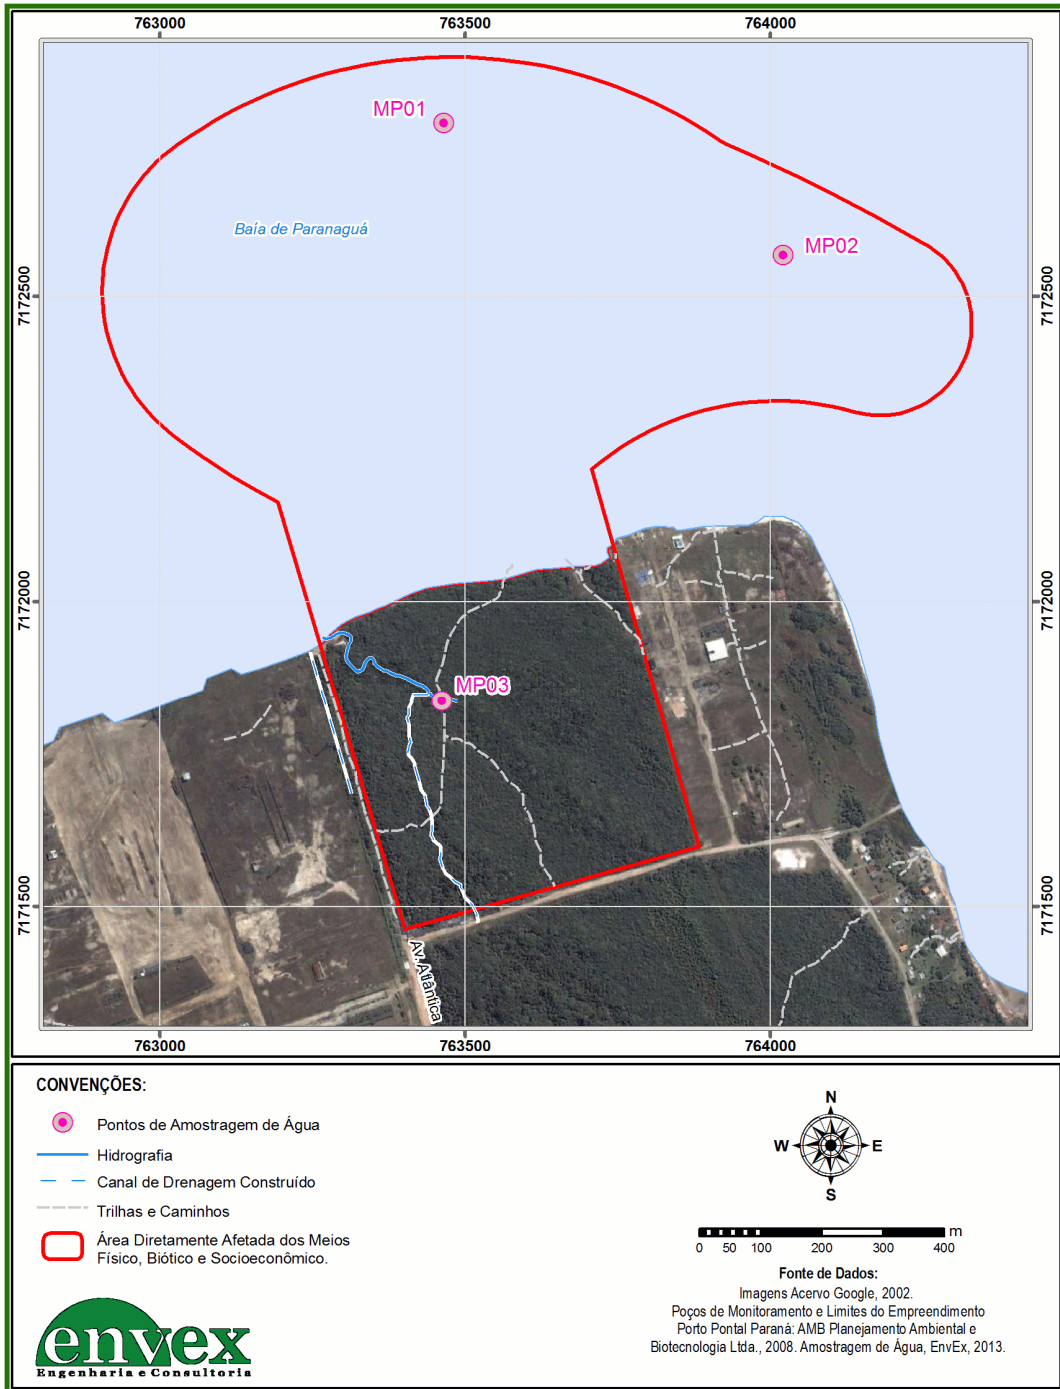 763000 763500 764000
MP01
Baía de Paranaguá
MP02
7172500 7172500
7172000 7172000
MP03
7171500 7171500
Av. Atlântica
763000 763500 764000
CONVENÇÕES:
Pontos de Amostragem de Água
Hidrografia
Canal de Drenagem Construído
Trilhas e Caminhos
Área Diretamente Afetada dos Meios
Físico, Biótico e Socioeconômico.
envex
Engenharia e Consultoria
N
W E
S
m
0 50 100 200 300 400
Fonte de Dados:
Imagens Acervo Google, 2002.
Poços de Monitoramento e Limites do Empreendimento
Porto Pontal Paraná: AMB Planejamento Ambiental e
Biotecnologia Ltda., 2008. Amostragem de Água, EnvEx, 2013.